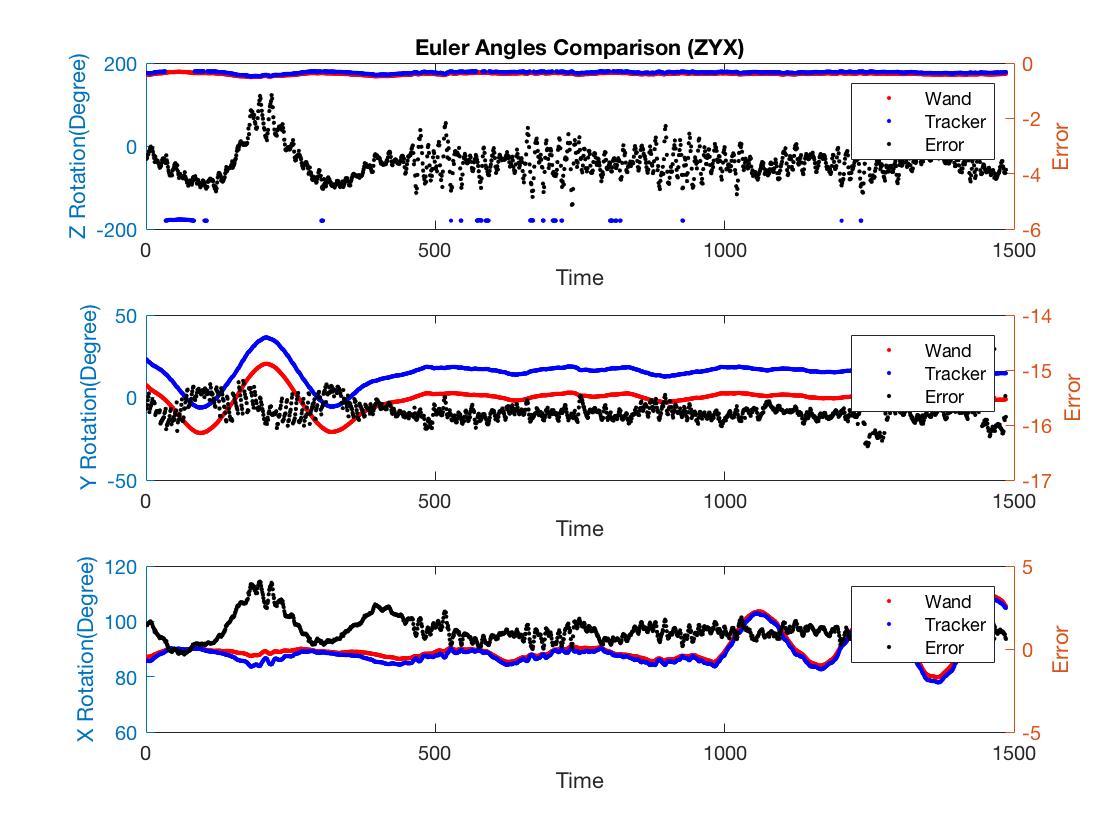 Euler Angles Comparison (ZYX)
Z Rotation(Degree)
200
0
-200
0
-2
-4
-6
Error
Wand
Tracker
Error
0
500
1000
1500
Time
Y Rotation(Degree)
50
0
-50
-14
-15
-16
-17
Error
Wand
Tracker
Error
0
500
1000
1500
Time
X Rotation(Degree)
120
100
80
60
5
0
-5
Error
Wand
Tracker
Error
0
500
1000
1500
Time